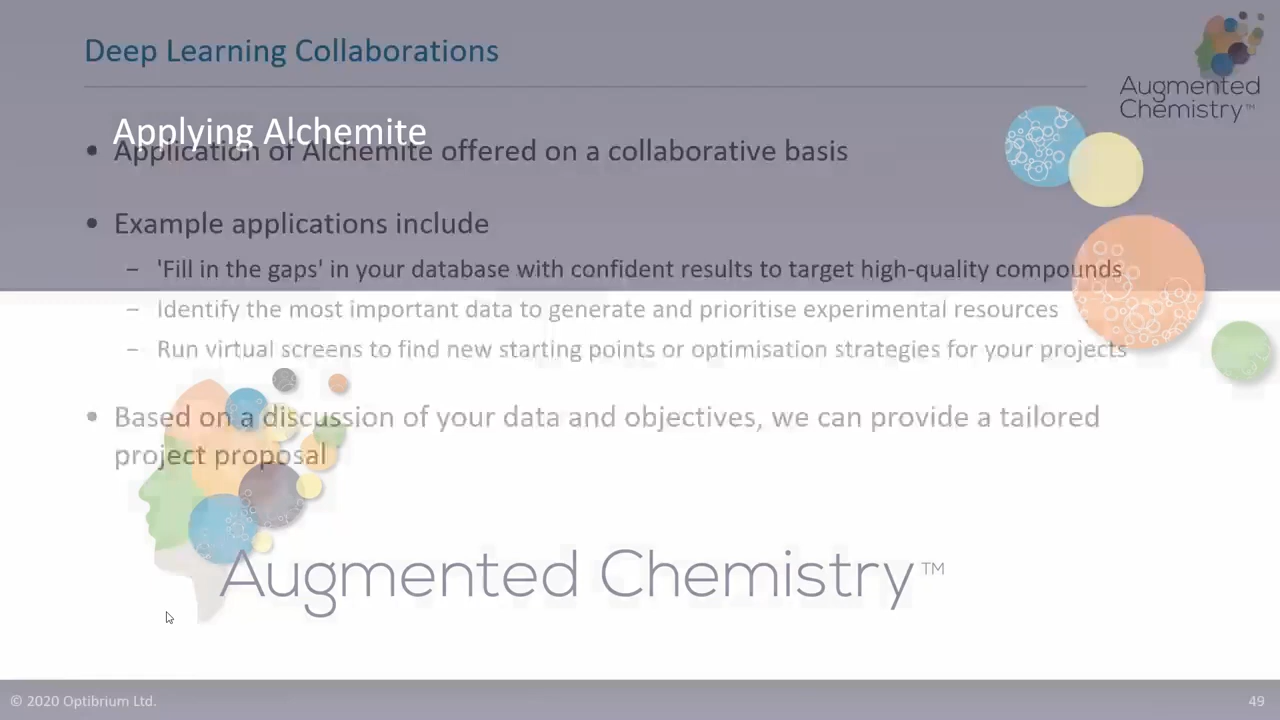 Deep Learning Collaborations
Augmented
Chemistry™
Applying Alchemite
• Application of Alchemite offered on a collaborative basis
• Example applications include
– 'Fill in the gaps' in your database with confident results to target high-quality compounds
– Identify the most important data to generate and prioritise experimental resources
– Run virtual screens to find new starting points or optimisation strategies for your projects
• Based on a discussion of your data and objectives, we can provide a tailored
project proposal
Augmented Chemistry™
© 2020 Optibrium Ltd.
49